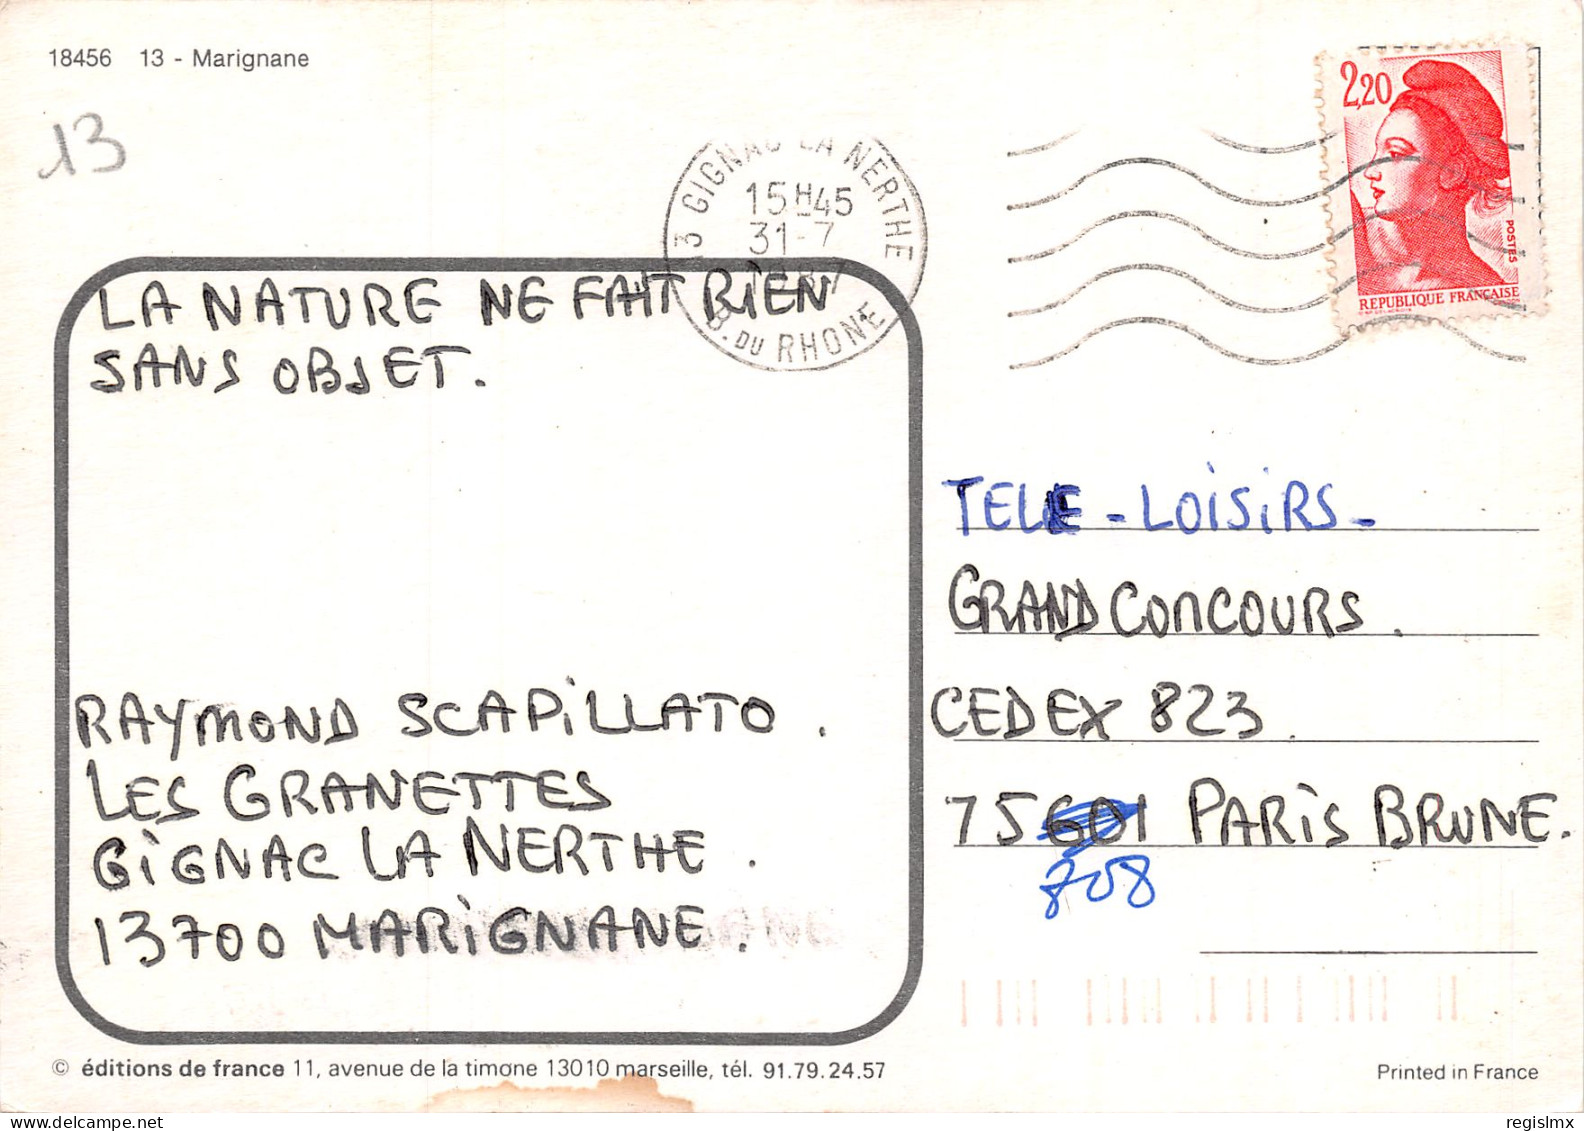 18456 13 - Marignane
13
2,20
POSTES
REPUBLIQUE FRANÇAISE
13 GIGNAC LA NERTHE
15H45
31-7
B. DU RHONE
LA NATURE NE FAIT RIEN
SANS OBJET.
TELE - LOISIRS -
GRAND CONCOURS.
CEDEX 823.
75601 PARIS BRUNE.
808
RAYMOND SCAPILLATO.
LES GRANETTES
GIGNAC LA NERTHE.
13700 MARIGNANE.
© éditions de france 11, avenue de la timone 13010 marseille, tél. 91.79.24.57
Printed in France
regislmx